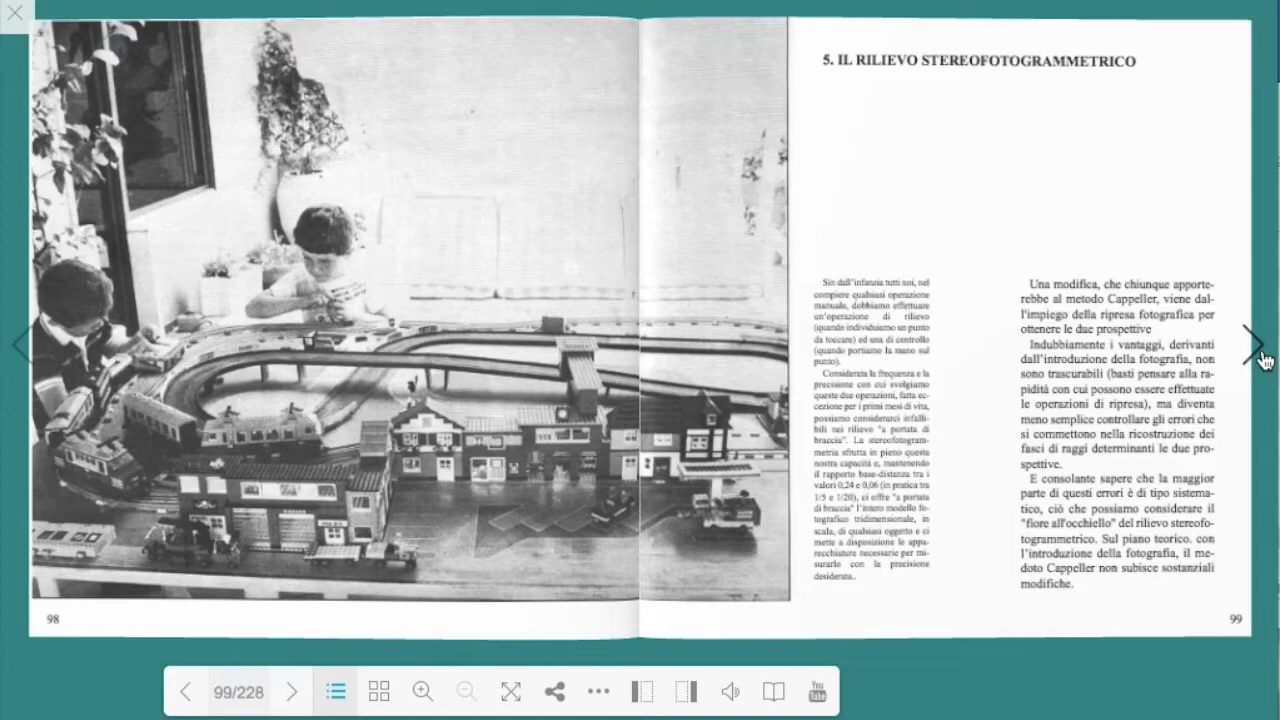 5. IL RILIEVO STEREOFOTOGRAMMETRICO
Sin dall'infanzia tutti noi, nel
compiere qualsiasi operazione
manuale, dobbiamo effettuare
un'operazione di rilievo
(quando individuiamo un punto
da toccare) ed una di controllo
(quando portiamo la mano sul
punto).
Considerata la frequenza e la
precisione con cui svolgiamo
queste due operazioni, fatta ec-
cezione per i primi mesi di vita,
possiamo considerarci infalli-
bili nei rilievo "a portata di
braccia". La stereofotogram-
metria sfrutta in pieno questa
nostra capacità e, mantenendo
il rapporto base-distanza tra i
valori 0,24 e 0,06 (in pratica tra
1/5 e 1/20), ci offre "a portata
di braccia" l'intero modello fo-
tografico tridimensionale, in
scala, di qualsiasi oggetto e ci
mette a disposizione le appa-
recchiature necessarie per mi-
surarlo con la precisione
desiderata..
Una modifica, che chiunque apporte-
rebbe al metodo Cappeller, viene dal-
l'impiego della ripresa fotografica per
ottenere le due prospettive
Indubbiamente i vantaggi, derivanti
dall'introduzione della fotografia, non
sono trascurabili (basti pensare alla ra-
pidità con cui possono essere effettuate
le operazioni di ripresa), ma diventa
meno semplice controllare gli errori che
si commettono nella ricostruzione dei
fasci di raggi determinanti le due pro-
spettive.
E consolante sapere che la maggior
parte di questi errori è di tipo sistema-
tico, ciò che possiamo considerare il
"fiore all'occhiello" del rilievo stereofo-
togrammetrico. Sul piano teorico. con
l'introduzione della fotografia, il me-
doto Cappeller non subisce sostanziali
modifiche.
98
99
99/228
You
Tube